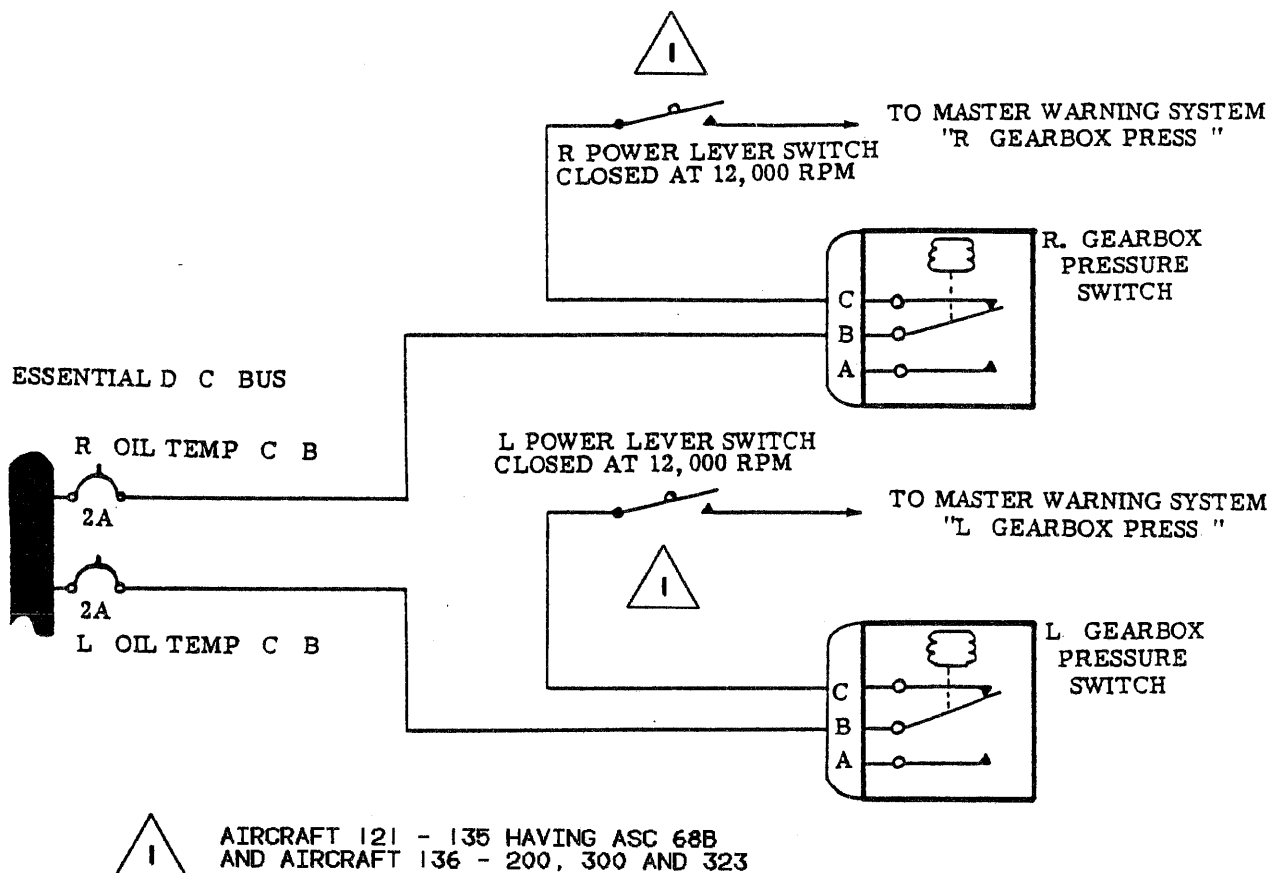 1
TO MASTER WARNING SYSTEM
"R GEARBOX PRESS "
R POWER LEVER SWITCH
CLOSED AT 12,000 RPM
R. GEARBOX
PRESSURE
SWITCH
C
B
A
ESSENTIAL D C BUS
R OIL TEMP C B
2A
2A
L OIL TEMP C B
L POWER LEVER SWITCH
CLOSED AT 12,000 RPM
TO MASTER WARNING SYSTEM
"L GEARBOX PRESS "
1
L GEARBOX
PRESSURE
SWITCH
C
B
A
1
AIRCRAFT 121 - 135 HAVING ASC 68B
AND AIRCRAFT 136 - 200, 300 AND 323